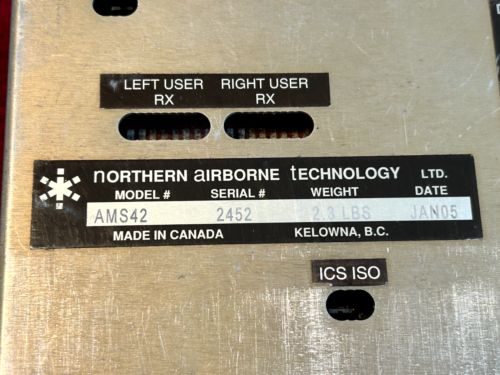 LEFT USER RX
RIGHT USER RX
northern airborne technology LTD.
MODEL # SERIAL # WEIGHT DATE
AMS42 2452 2.3 LBS JAN05
MADE IN CANADA KELOWNA, B.C.
ICS ISO